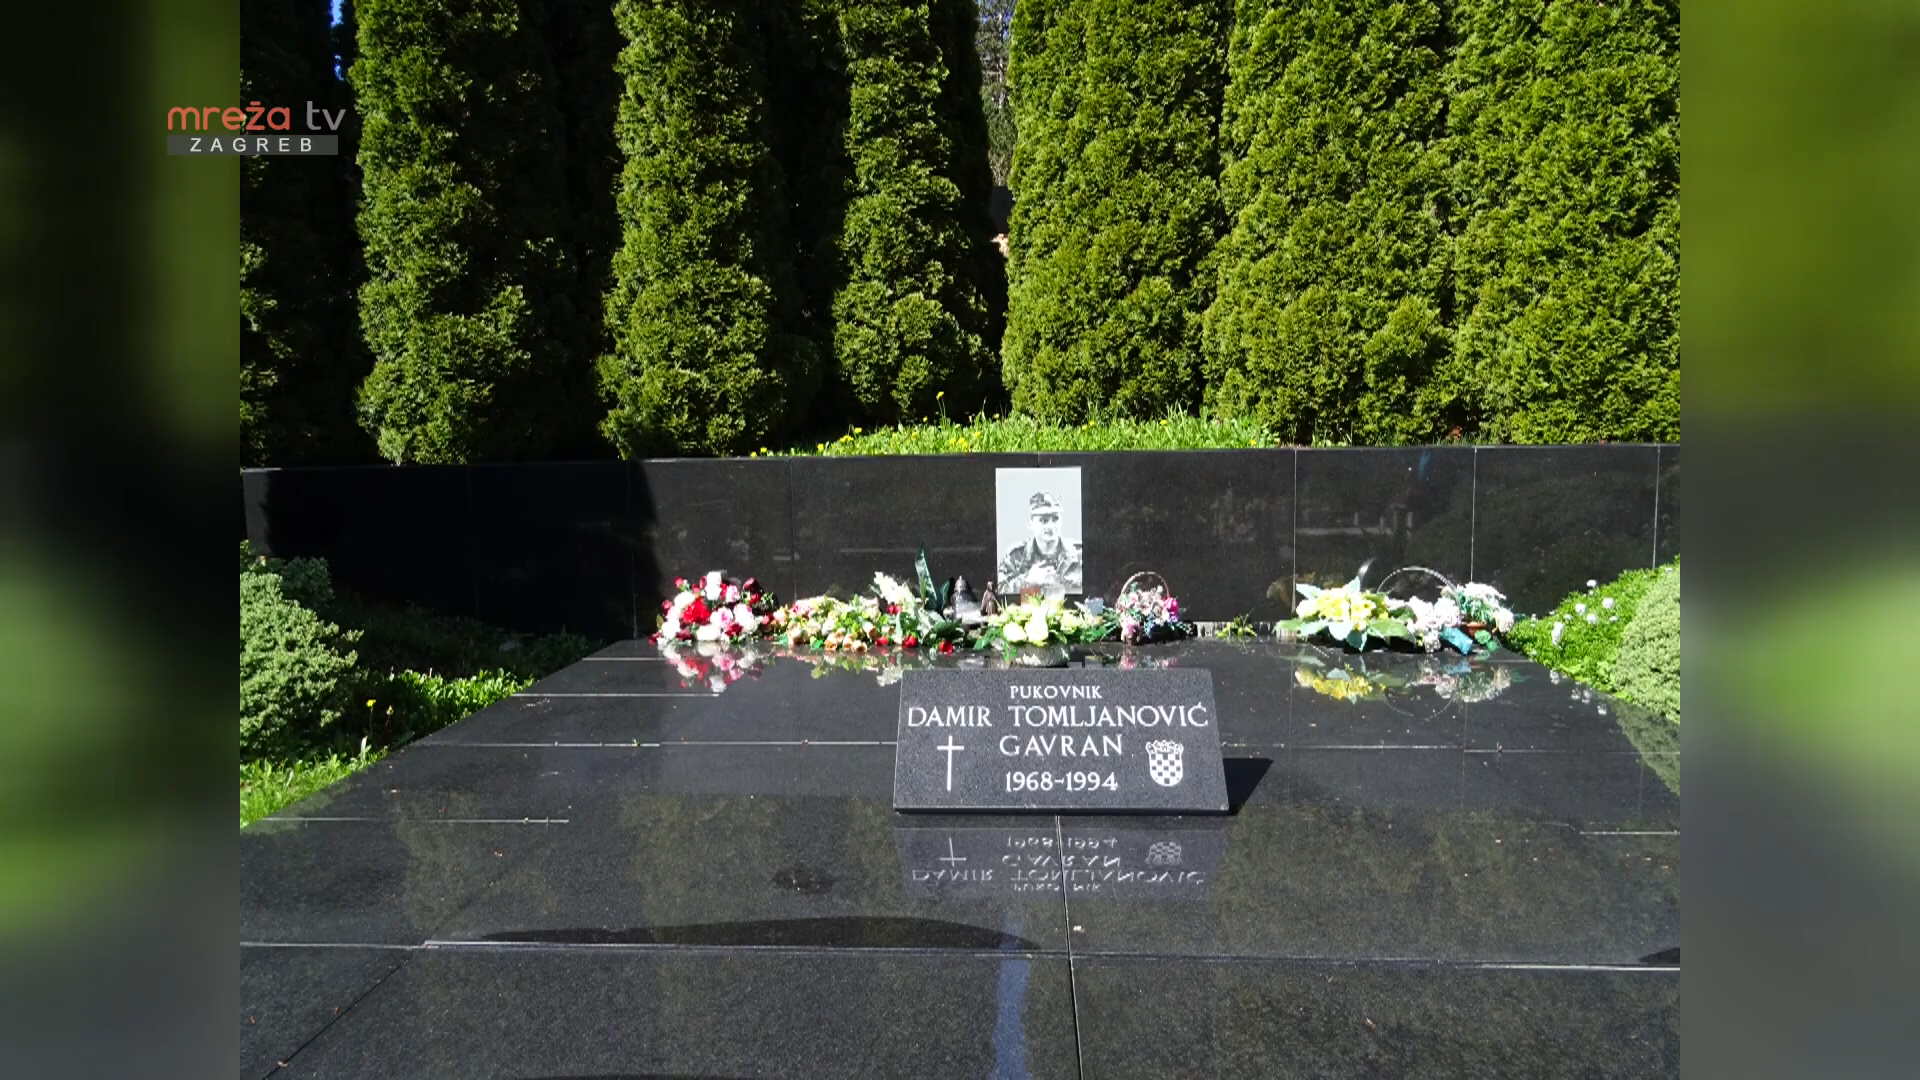 mreža tv
ZAGREB
PUKOVNIK
DAMIR TOMLJANOVIĆ
GAVRAN
1968-1994